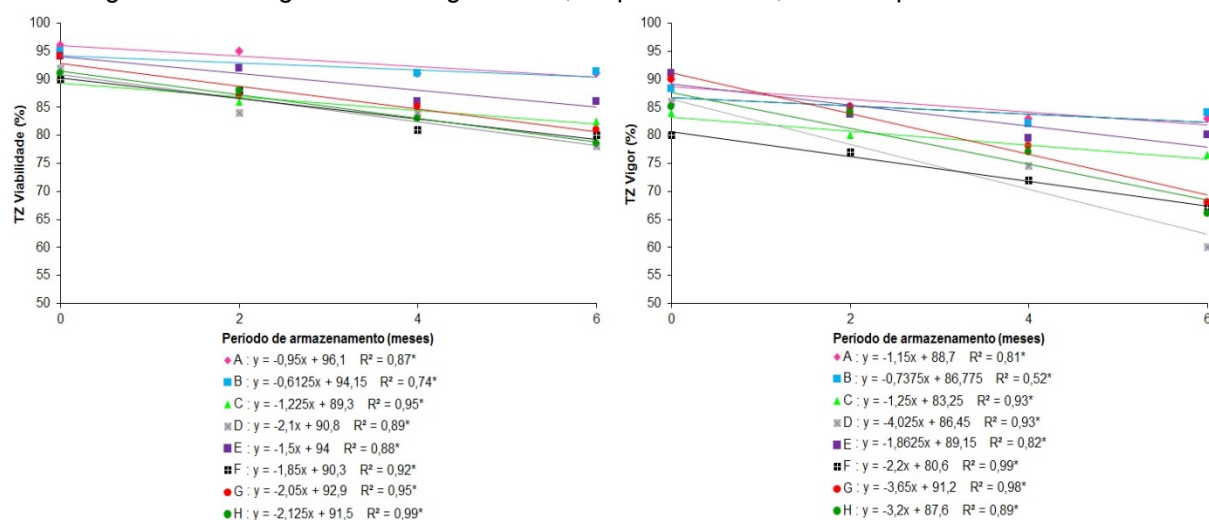 100
95
90
85
80
75
70
65
60
55
50
TZ Viabilidade (%)
0 2 4 6
Período de armazenamento (meses)
A : y = -0,95x + 96,1 R² = 0,87*
B : y = -0,6125x + 94,15 R² = 0,74*
C : y = -1,225x + 89,3 R² = 0,95*
D : y = -2,1x + 90,8 R² = 0,89*
E : y = -1,5x + 94 R² = 0,88*
F : y = -1,85x + 90,3 R² = 0,92*
G : y = -2,05x + 92,9 R² = 0,95*
H : y = -2,125x + 91,5 R² = 0,99*
100
95
90
85
80
75
70
65
60
55
50
TZ Vigor (%)
0 2 4 6
Período de armazenamento (meses)
A : y = -1,15x + 88,7 R² = 0,81*
B : y = -0,7375x + 86,775 R² = 0,52*
C : y = -1,25x + 83,25 R² = 0,93*
D : y = -4,025x + 86,45 R² = 0,93*
E : y = -1,8625x + 89,15 R² = 0,82*
F : y = -2,2x + 80,6 R² = 0,99*
G : y = -3,65x + 91,2 R² = 0,98*
H : y = -3,2x + 87,6 R² = 0,89*